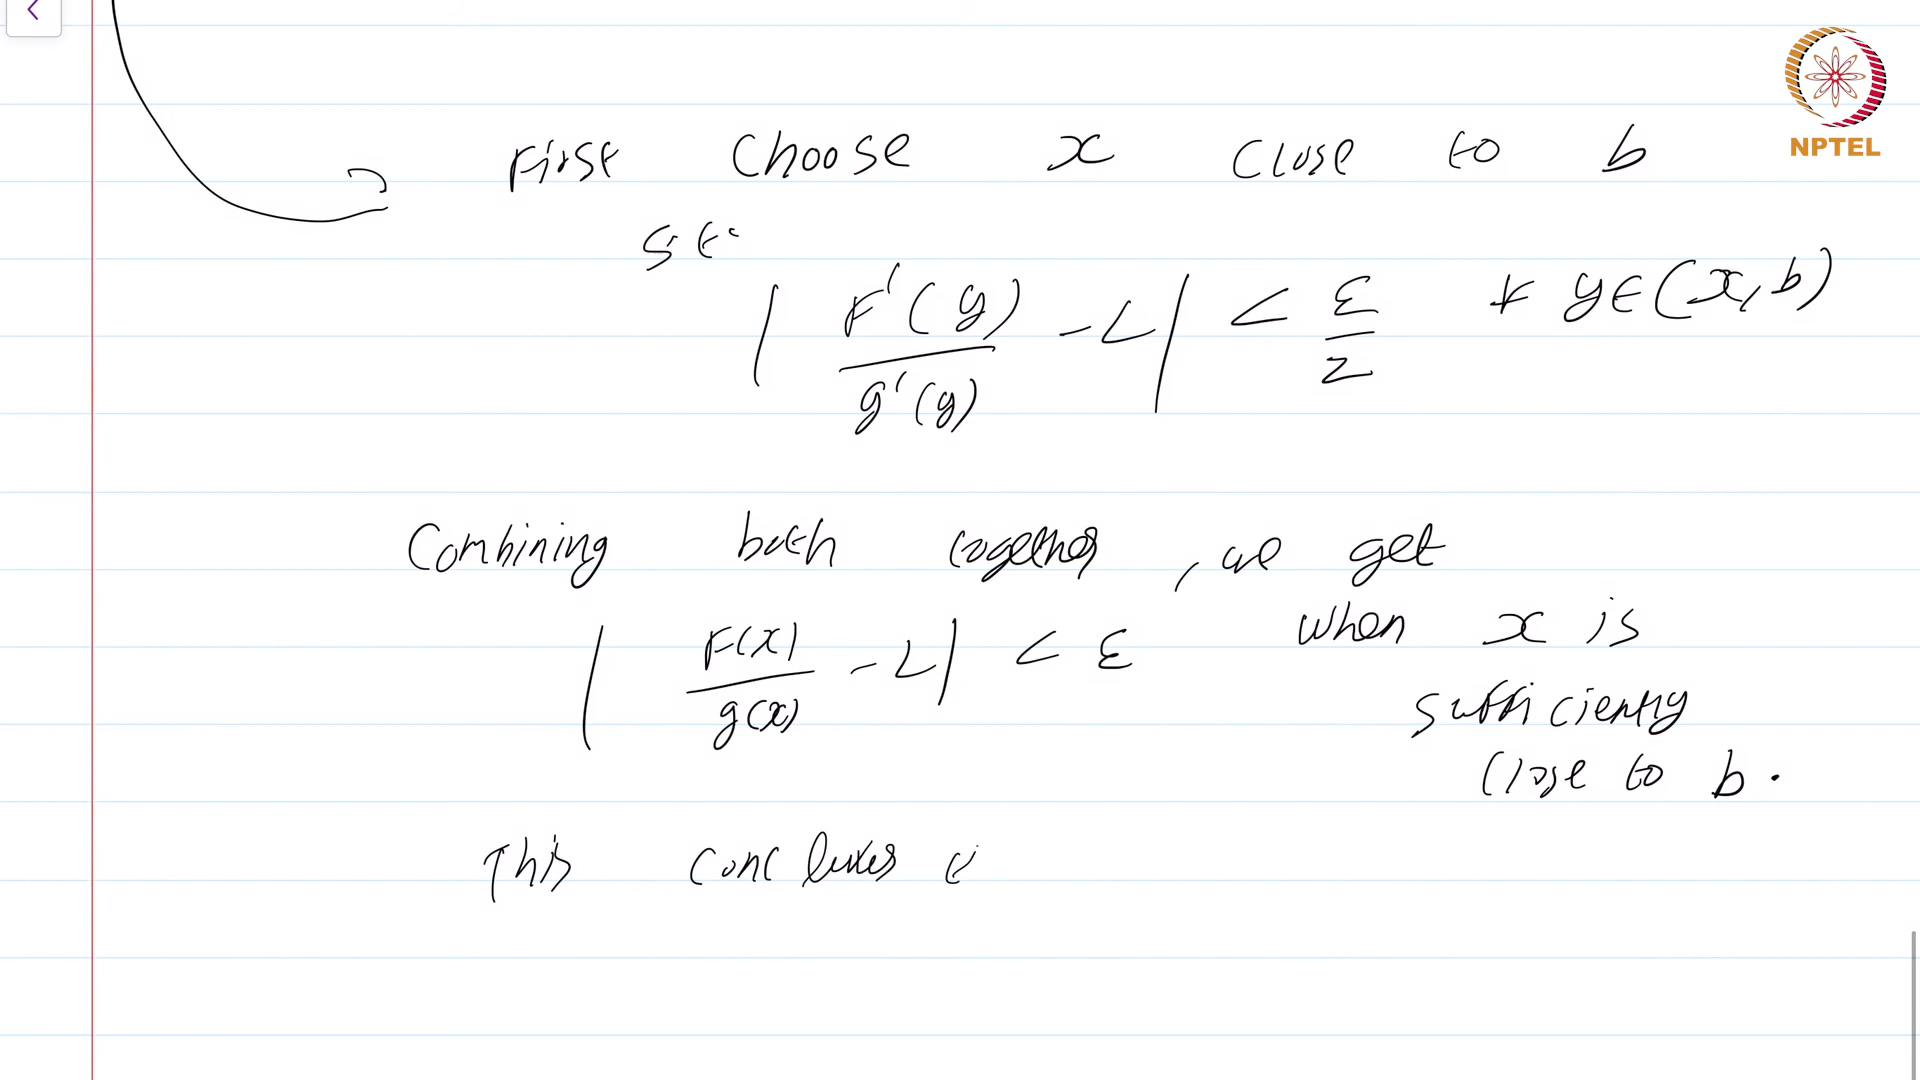 NPTEL
First choose x close to b
s.t.
| F'(y) / g'(y) - L | < ε/2 ∀ y ∈ (x, b)
Combining both together, we get
| F(x) / g(x) - L | < ε when x is
sufficiently
close to b.
This concludes